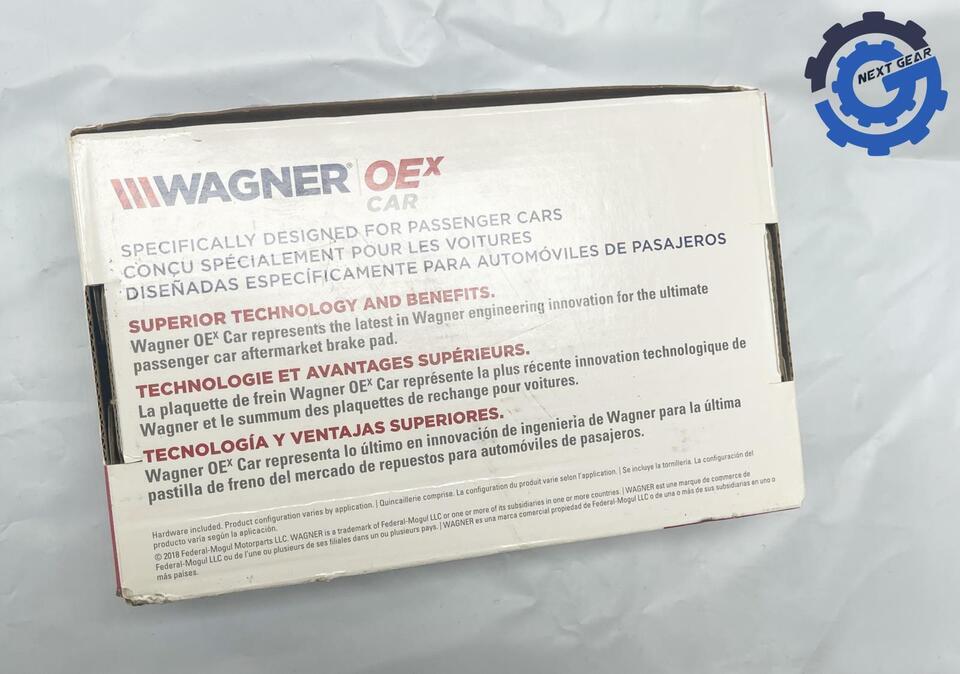 NEXT GEAR
WAGNER® OEx
CAR
SPECIFICALLY DESIGNED FOR PASSENGER CARS
CONÇU SPÉCIALEMENT POUR LES VOITURES
DISEÑADAS ESPECÍFICAMENTE PARA AUTOMÓVILES DE PASAJEROS
SUPERIOR TECHNOLOGY AND BENEFITS.
Wagner OEx Car represents the latest in Wagner engineering innovation for the ultimate
passenger car aftermarket brake pad.
TECHNOLOGIE ET AVANTAGES SUPÉRIEURS.
La plaquette de frein Wagner OEx Car représente la plus récente innovation technologique de
Wagner et le summum des plaquettes de rechange pour voitures.
TECNOLOGÍA Y VENTAJAS SUPERIORES.
Wagner OEx Car representa lo último en innovación de ingeniería de Wagner para la última
pastilla de freno del mercado de repuestos para automóviles de pasajeros.
Hardware included. Product configuration varies by application. | Quincaillerie comprise. La configuration du produit varie selon l'application. | Se incluye la tornillería. La configuración del
producto varía según la aplicación.
© 2018 Federal-Mogul Motorparts LLC. WAGNER is a trademark of Federal-Mogul LLC or one or more of its subsidiaries in one or more countries. | WAGNER est une marque de commerce de
Federal-Mogul LLC ou de l'une ou plusieurs de ses filiales dans un ou plusieurs pays. | WAGNER es una marca comercial propiedad de Federal-Mogul LLC o de una o más de sus subsidiarias en uno o
más países.